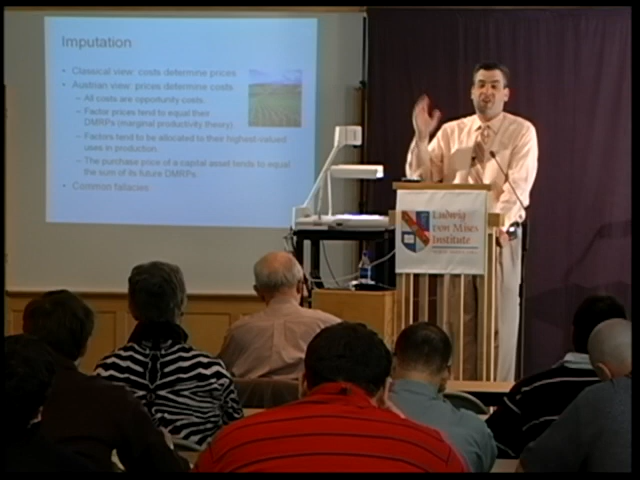 Imputation
• Classical view: costs determine prices
• Austrian view: prices determine costs
– All costs are opportunity costs.
– Factor prices tend to equal their
DMRPs (marginal productivity theory).
– Factors tend to be allocated to their highest-valued
uses in production.
– The purchase price of a capital asset tends to equal
the sum of its future DMRPs.
• Common fallacies
Ludwig
von Mises
Institute